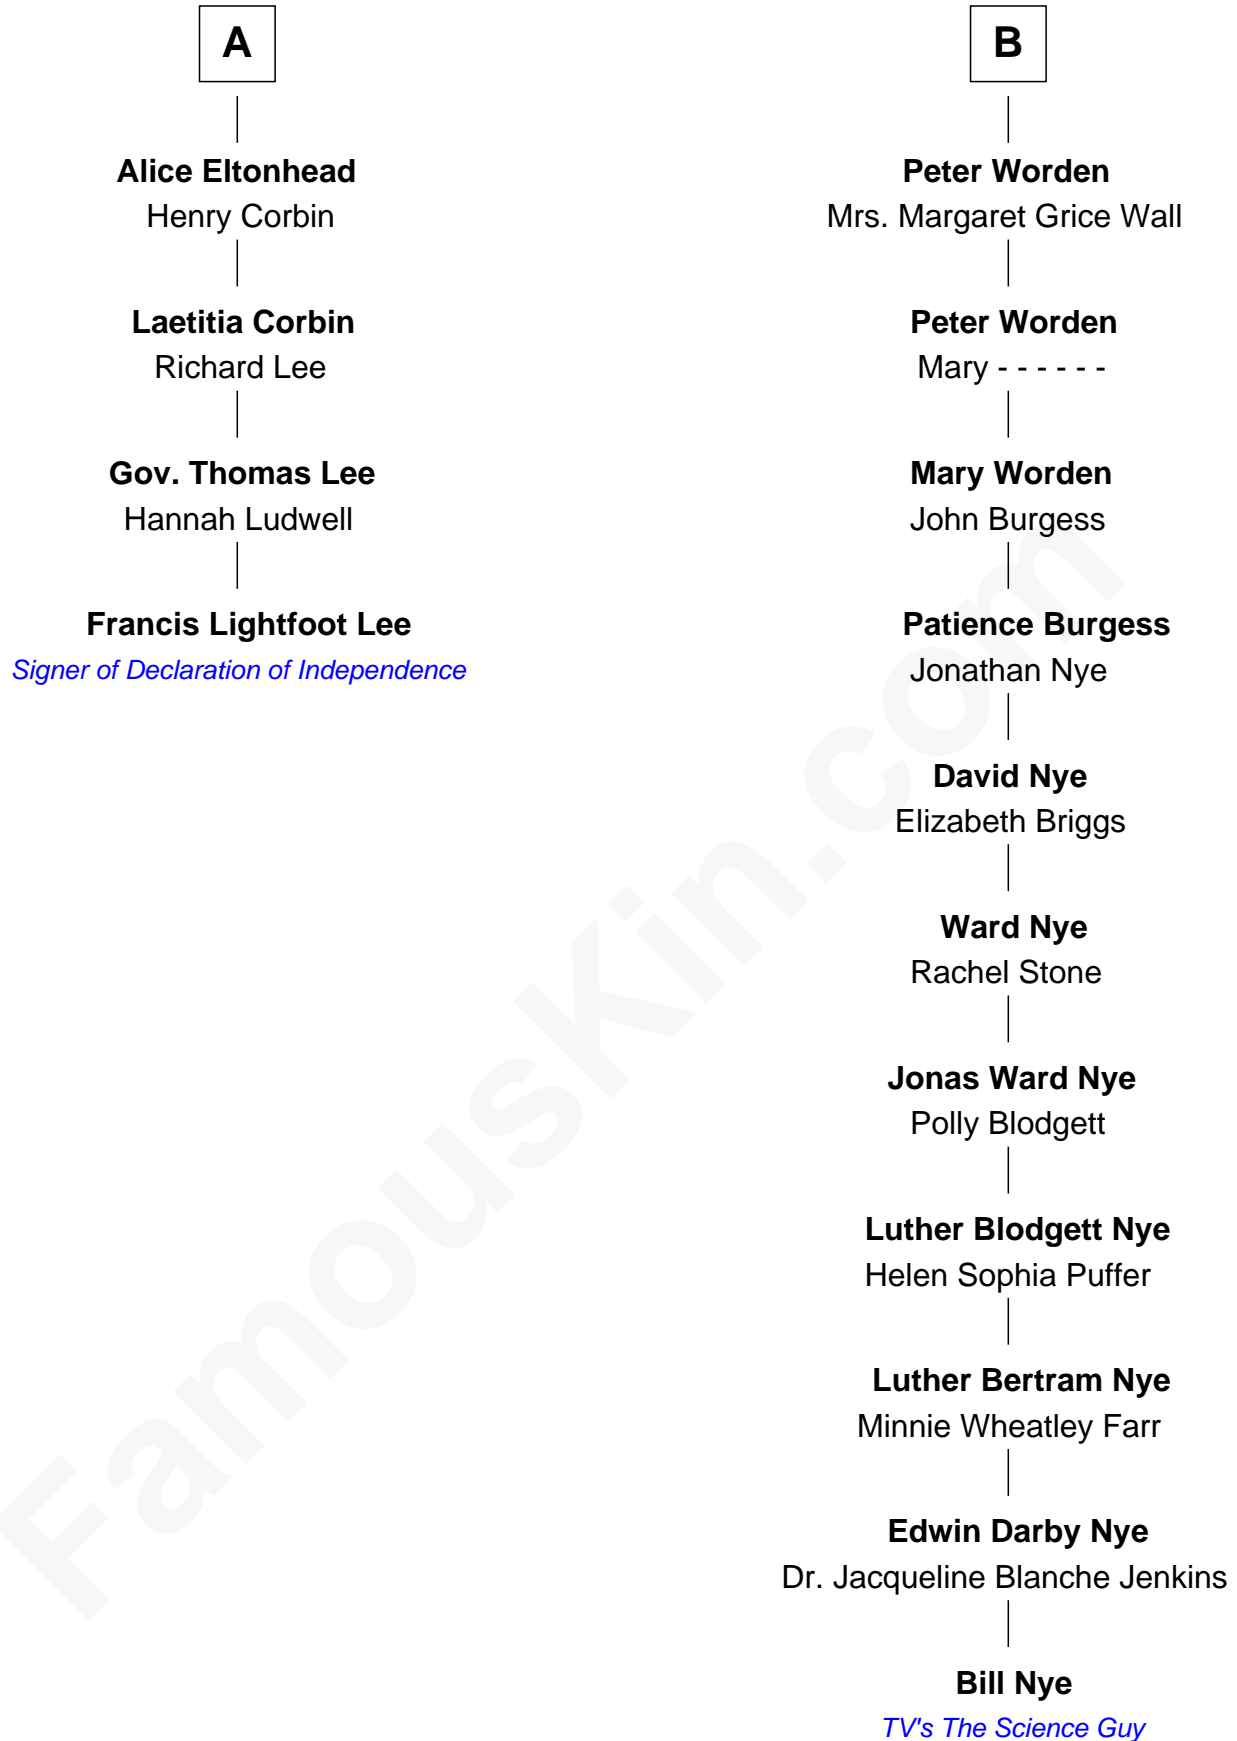 A
Alice Eltonhead
Henry Corbin
Laetitia Corbin
Richard Lee
Gov. Thomas Lee
Hannah Ludwell
Francis Lightfoot Lee
Signer of Declaration of Independence
B
Peter Worden
Mrs. Margaret Grice Wall
Peter Worden
Mary - - - - - -
Mary Worden
John Burgess
Patience Burgess
Jonathan Nye
David Nye
Elizabeth Briggs
Ward Nye
Rachel Stone
Jonas Ward Nye
Polly Blodgett
Luther Blodgett Nye
Helen Sophia Puffer
Luther Bertram Nye
Minnie Wheatley Farr
Edwin Darby Nye
Dr. Jacqueline Blanche Jenkins
Bill Nye
TV's The Science Guy
FamousKin.com